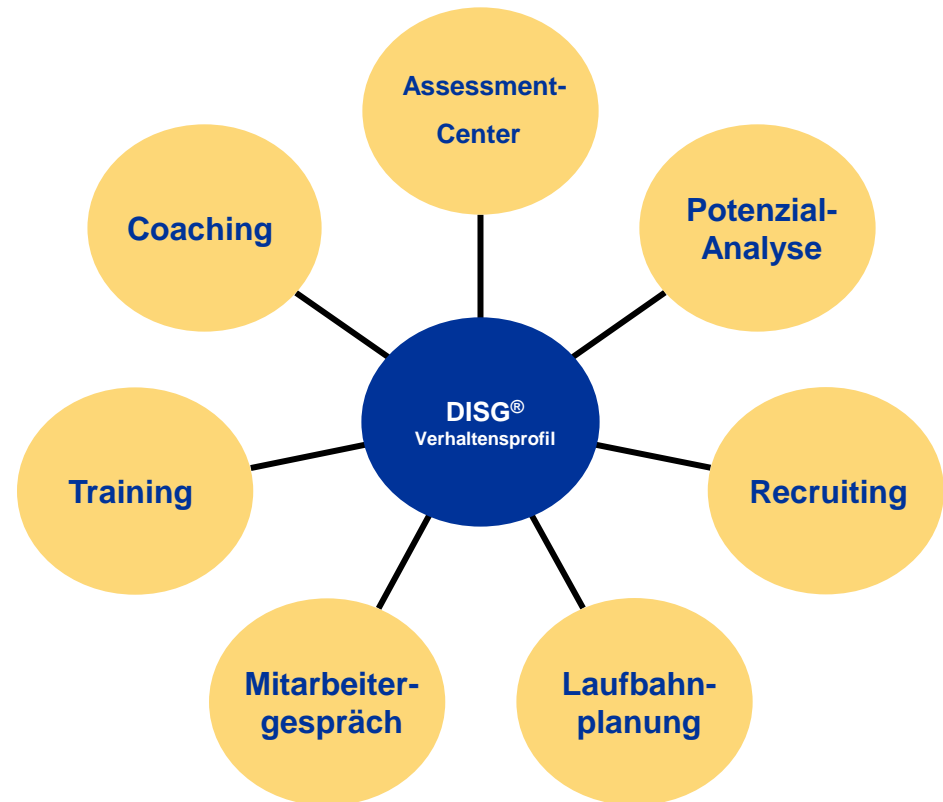 Assessment-
Center
Potenzial-
Analyse
Coaching
DISG®
Verhaltensprofil
Training
Recruiting
Mitarbeiter-
gespräch
Laufbahn-
planung